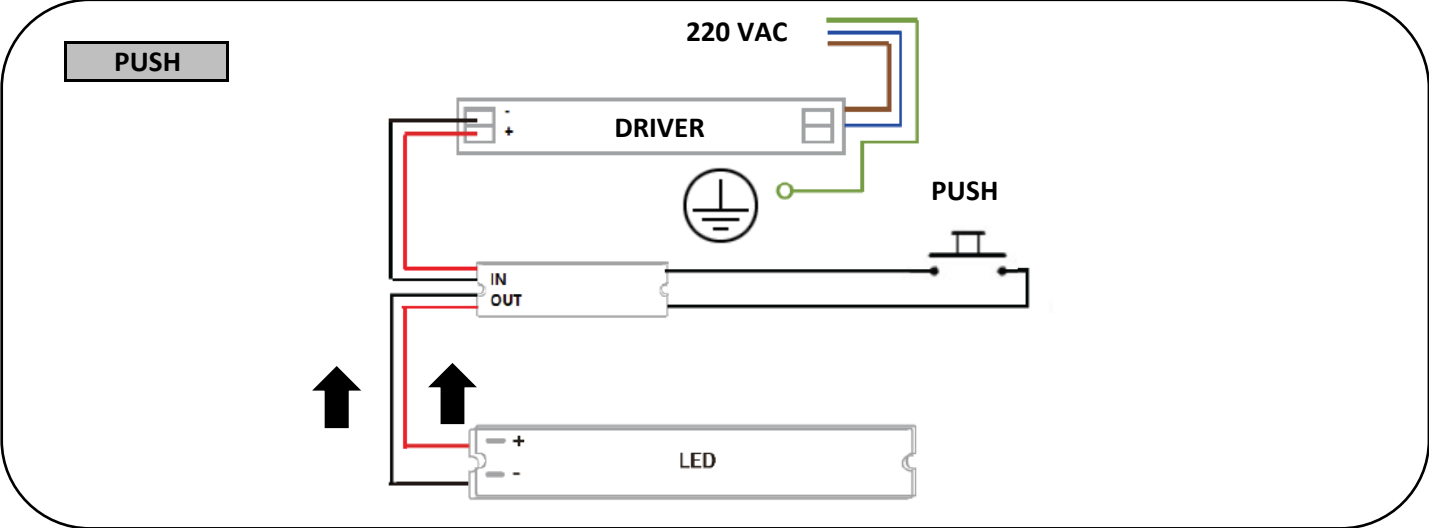 220 VAC
PUSH
-
+
DRIVER
PUSH
IN
OUT
+
-
LED